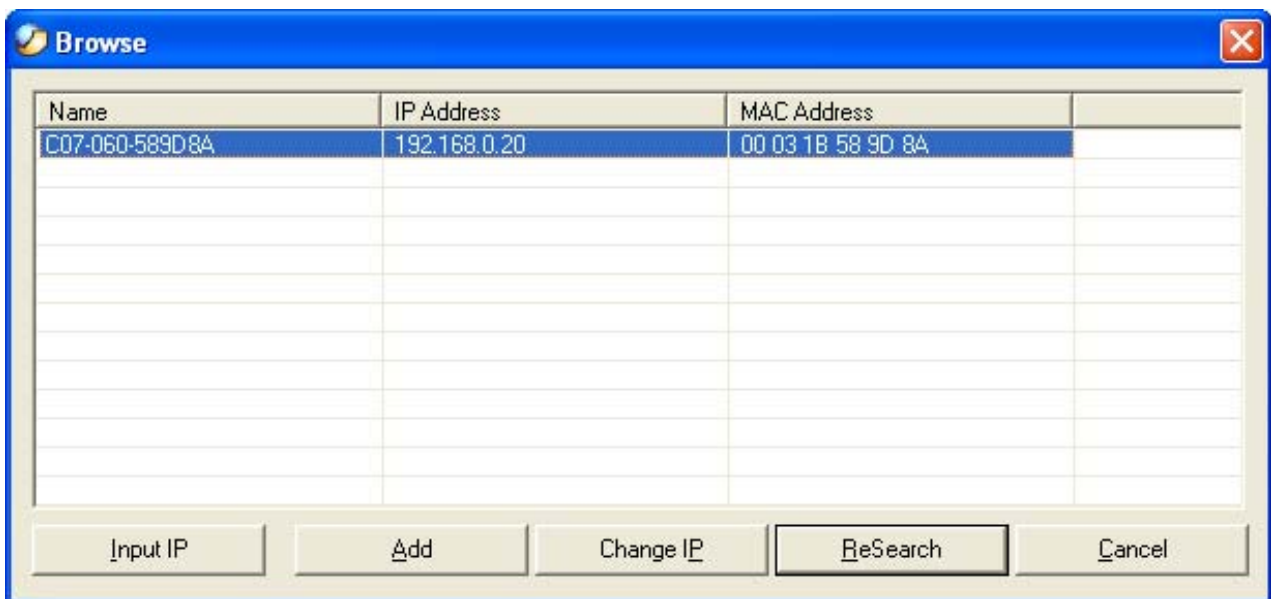 Browse
Name IP Address MAC Address
C07-060-589D8A 192.168.0.20 00 03 1B 58 9D 8A
Input IP Add Change IP ReSearch Cancel